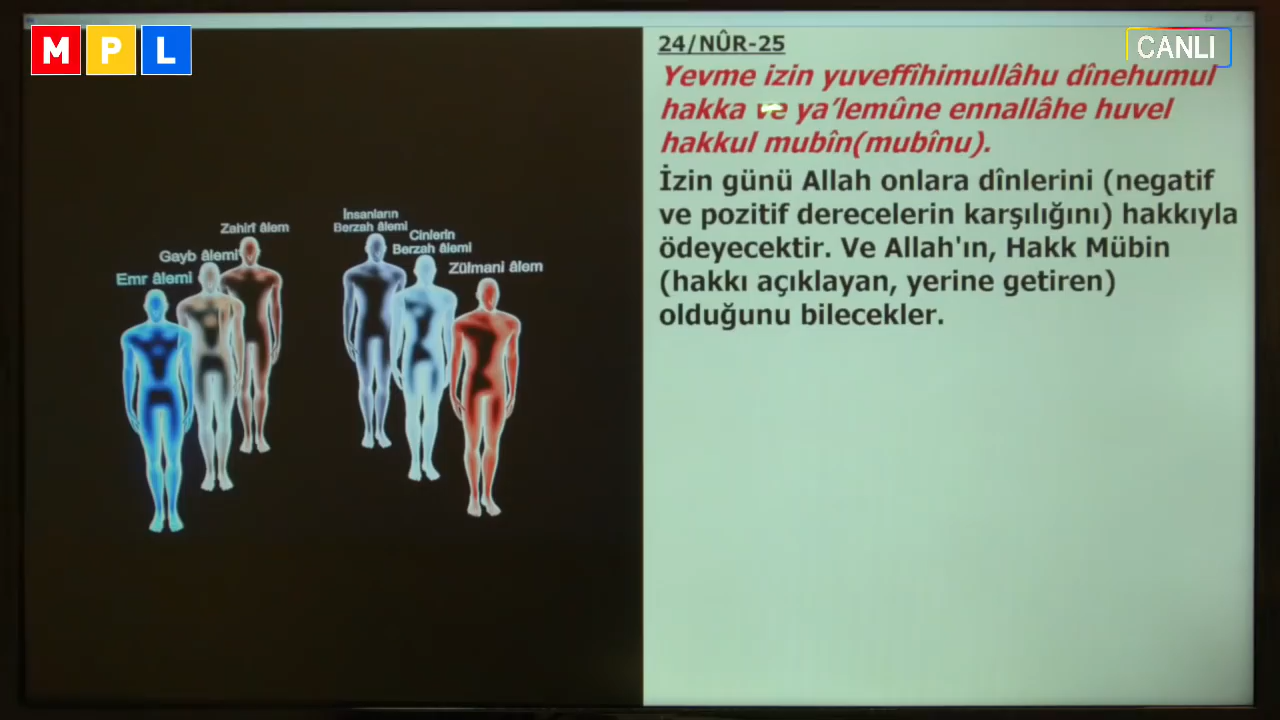 MPL
CANLI
Zahirî âlem
Gayb âlemi
Emr âlemi
İnsanların
Berzah âlemi
Cinlerin
Berzah âlemi
Zülmani âlem
24/NÛR-25
Yevme izin yuveffîhimullâhu dînehumul
hakka ve ya’lemûne ennallâhe huvel
hakkul mubîn(mubînu).
İzin günü Allah onlara dînlerini (negatif
ve pozitif derecelerin karşılığını) hakkıyla
ödeyecektir. Ve Allah'ın, Hakk Mübin
(hakkı açıklayan, yerine getiren)
olduğunu bilecekler.